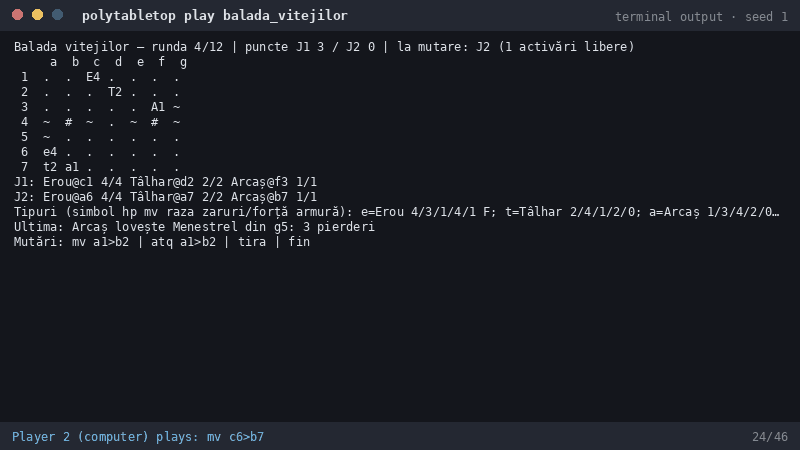 polytabletop play balada_vitejilor
terminal output · seed 1
Balada vitejilor — runda 4/12 | puncte J1 3 / J2 0 | la mutare: J2 (1 activări libere)
a b c d e f g
1 . . E4 . . . .
2 . . . T2 . . .
3 . . . . . A1 ~
4 ~ # ~ . ~ # ~
5 ~ . . . . . .
6 e4 . . . . . .
7 t2 a1 . . . . .
J1: Erou@c1 4/4 Tâlhar@d2 2/2 Arcaș@f3 1/1
J2: Erou@a6 4/4 Tâlhar@a7 2/2 Arcaș@b7 1/1
Tipuri (simbol hp mv raza zaruri/forță armură): e=Erou 4/3/1/4/1 F; t=Tâlhar 2/4/1/2/0; a=Arcaș 1/3/4/2/0…
Ultima: Arcaș lovește Menestrel din g5: 3 pierderi
Mutări: mv a1>b2 | atq a1>b2 | tira | fin
Player 2 (computer) plays: mv c6>b7
24/46